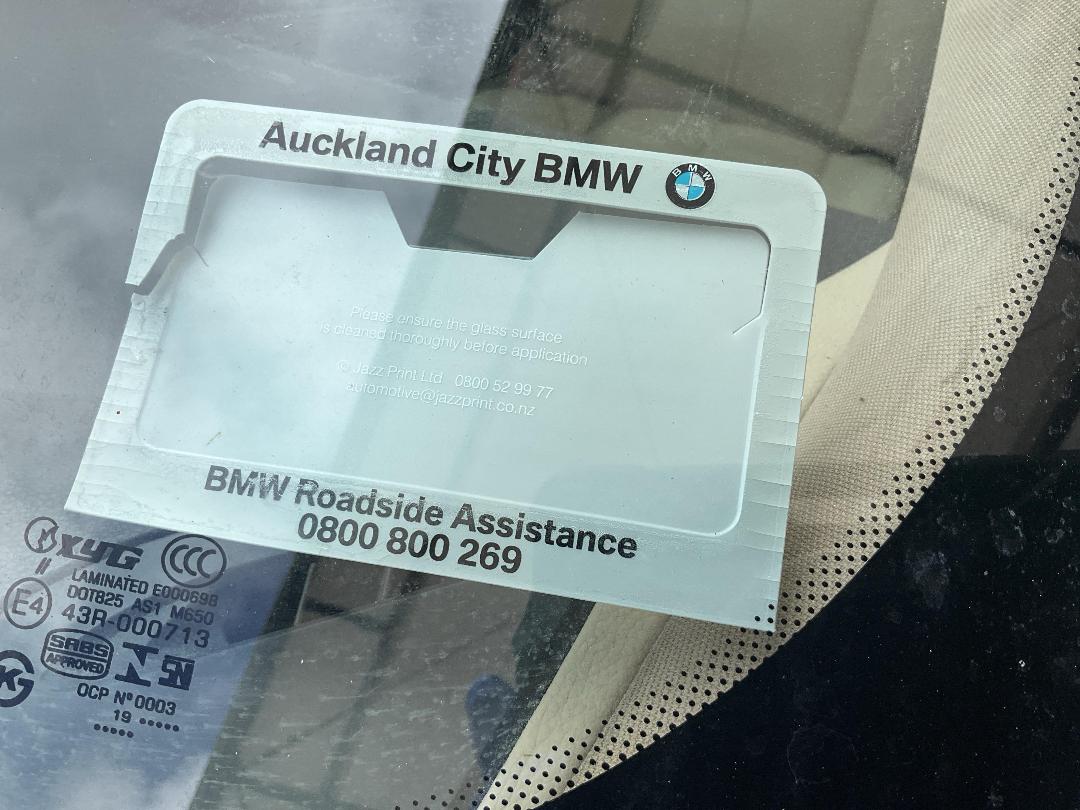 Auckland City BMW
BMW
Please ensure the glass surface
is cleaned thoroughly before application
© Jazz Print Ltd 0800 52 99 77
automotive@jazzprint.co.nz
BMW Roadside Assistance
0800 800 269
XYG
CCC
LAMINATED E000698
DOT825 AS1 M650
E4 43R-000713
SABS
APPROVED
OCP Nº0003
19